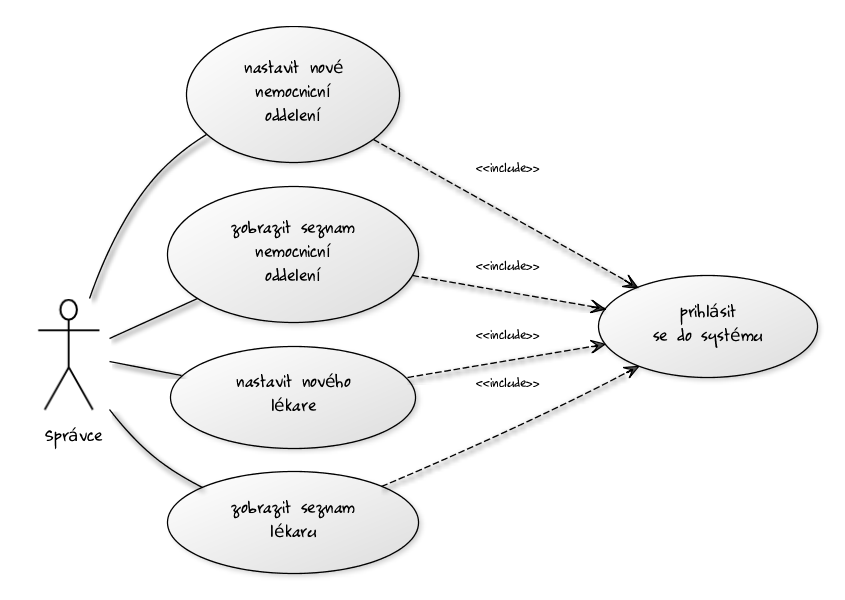 nastavit nové
nemocnicní
oddelení
<<include>>
zobrazit seznam
nemocnicní
oddelení
<<include>>
prihlásit
se do systému
<<include>>
nastavit nového
lékare
<<include>>
Správce
zobrazit seznam
lékaru